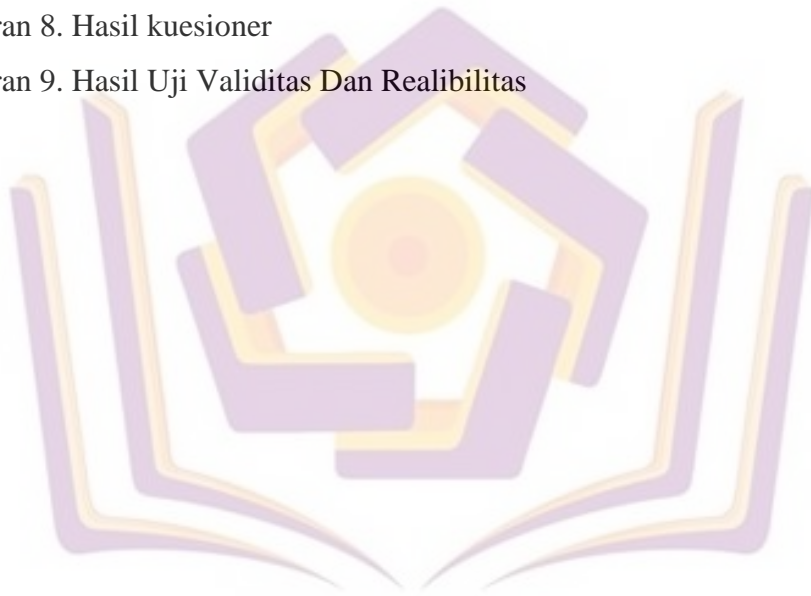 ran 8. Hasil kuesioner
ran 9. Hasil Uji Validitas Dan Realibilitas